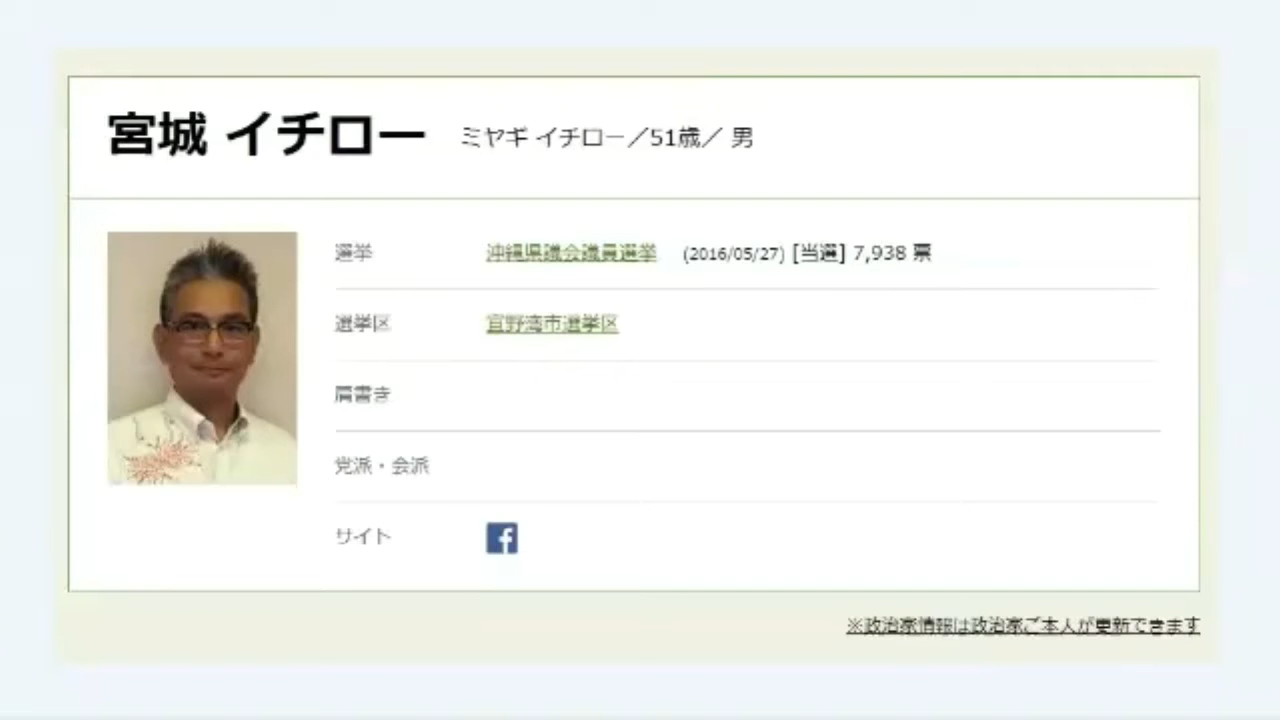 宮城 イチロー ミヤギ イチロー／51歳／ 男
選挙 沖縄県議会議員選挙 (2016/05/27) [当選] 7,938 票
選挙区 宜野湾市選挙区
肩書き
党派・会派
サイト
※政治家情報は政治家ご本人が更新できます